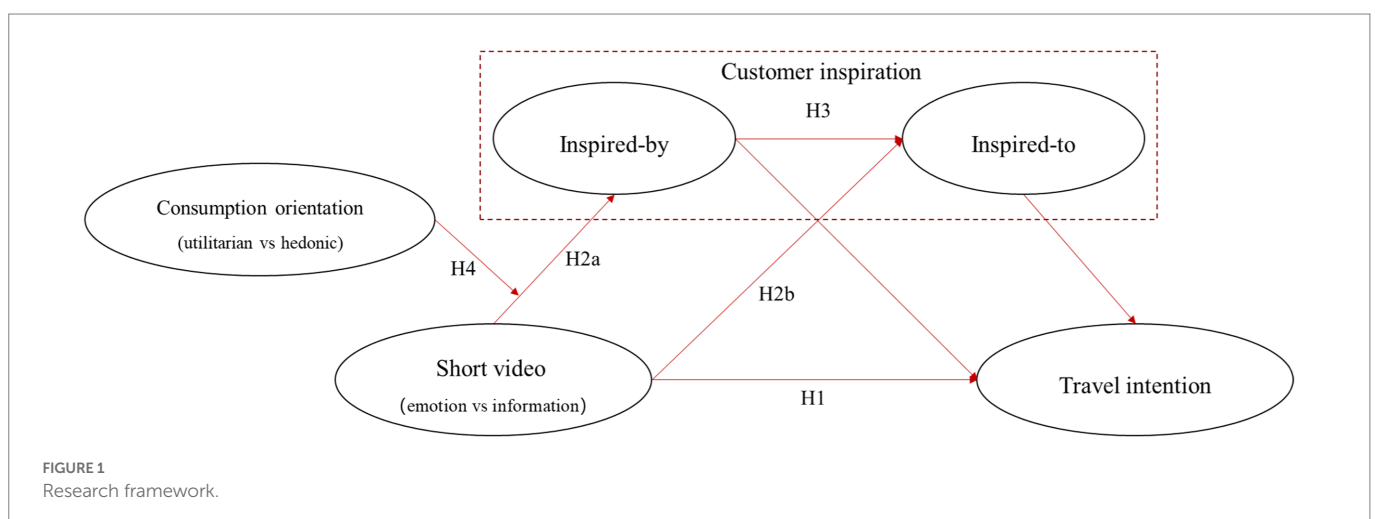 Customer inspiration
H3
Inspired-by
Inspired-to
Consumption orientation
(utilitarian vs hedonic)
H4
H2a
H2b
Short video
(emotion vs information)
H1
Travel intention
FIGURE 1
Research framework.